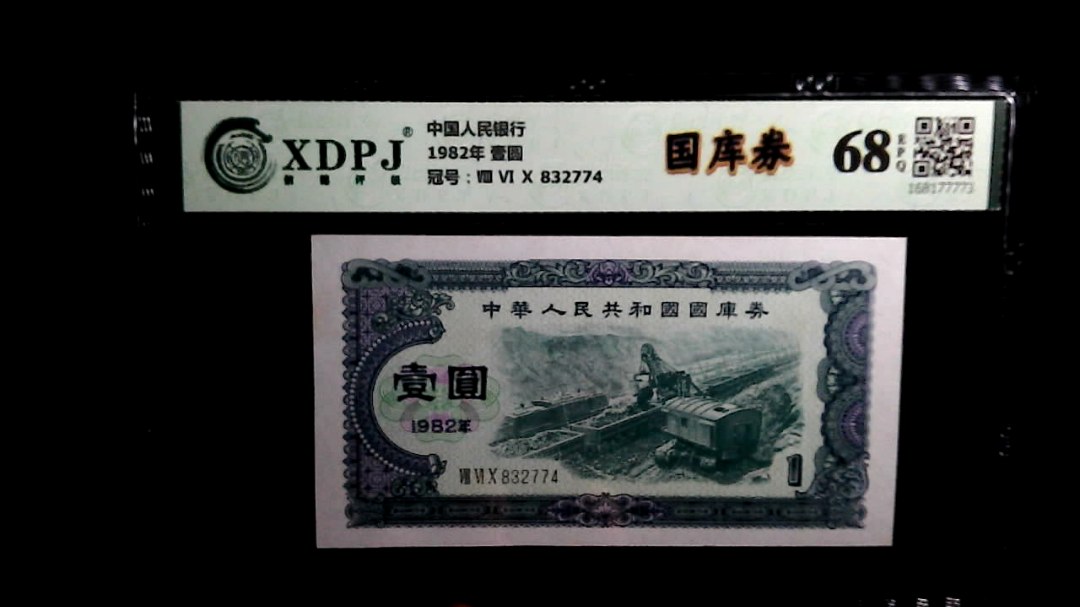 XDPJ®
中国人民银行
1982年 壹圆
冠号：Ⅷ Ⅵ Ⅹ 832774
国库券
68
EPQ
168177773
中華人民共和國國庫券
壹圓
1982年
Ⅷ Ⅵ Ⅹ 832774
1